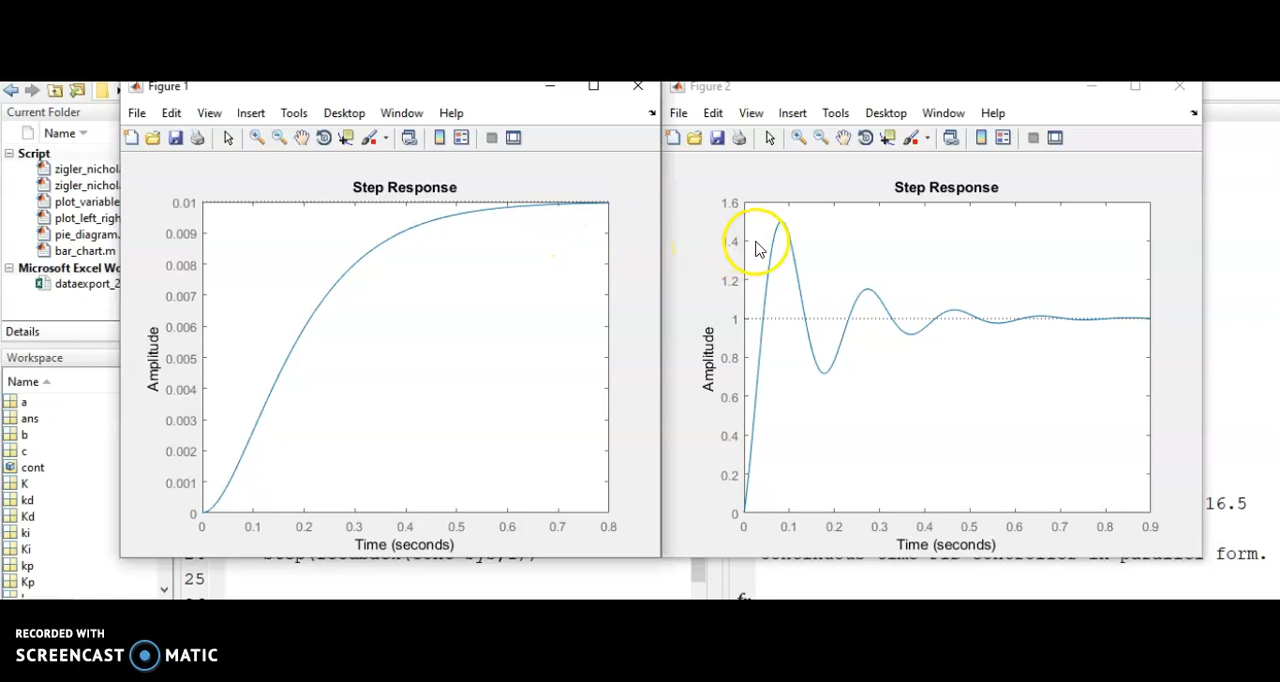 Figure 1
File Edit View Insert Tools Desktop Window Help
Step Response
0.01
0.009
0.008
0.007
0.006
0.005
0.004
0.003
0.002
0.001
0
Amplitude
0 0.1 0.2 0.3 0.4 0.5 0.6 0.7 0.8
Time (seconds)
Figure 2
File Edit View Insert Tools Desktop Window Help
Step Response
1.6
1.4
1.2
1
0.8
0.6
0.4
0.2
0
Amplitude
0 0.1 0.2 0.3 0.4 0.5 0.6 0.7 0.8 0.9
Time (seconds)
Current Folder
Name
Script
zigler_nichol
zigler_nichol
plot_variable
plot_left_righ
pie_diagram.
bar_chart.m
Microsoft Excel Wo
dataexport_2
Details
Workspace
Name
a
ans
b
c
cont
K
kd
Kd
ki
Ki
kp
Kp
25
16.5
PID controller in parallel form.
RECORDED WITH
SCREENCAST MATIC